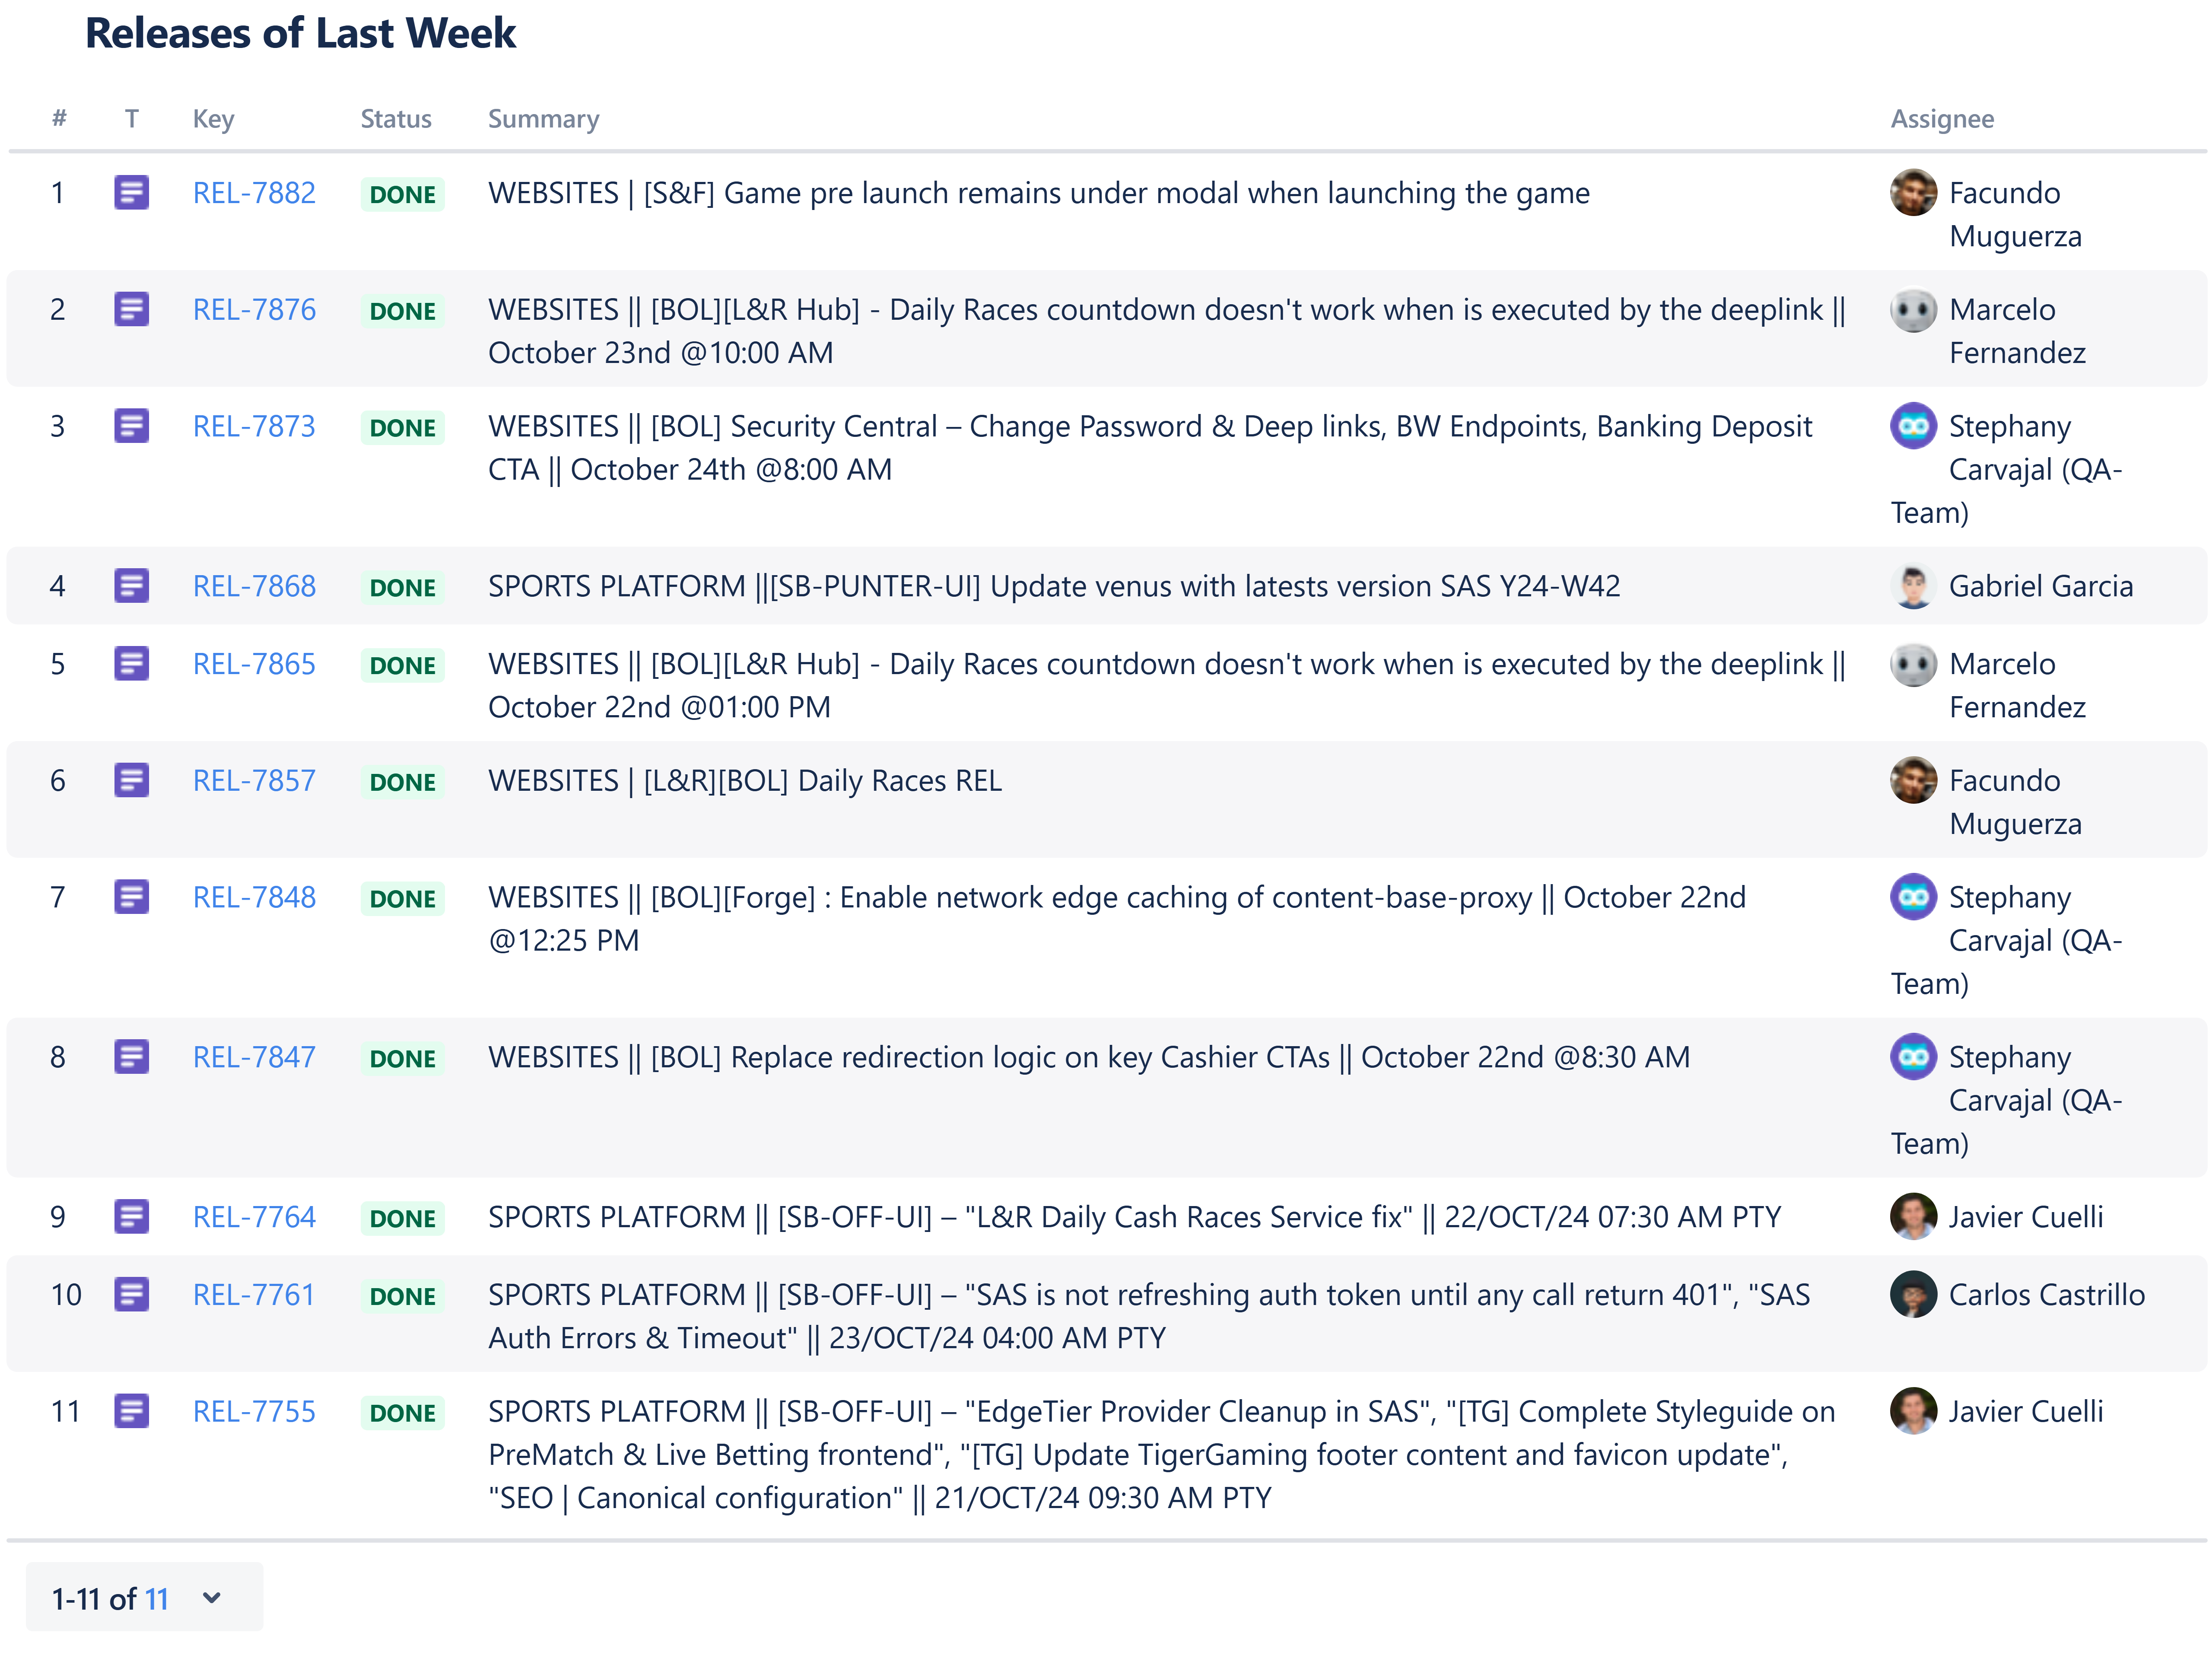 Releases of Last Week
# T Key Status Summary Assignee
1 REL-7882 DONE WEBSITES | [S&F] Game pre launch remains under modal when launching the game Facundo
Muguerza
2 REL-7876 DONE WEBSITES || [BOL][L&R Hub] - Daily Races countdown doesn't work when is executed by the deeplink || Marcelo
October 23nd @10:00 AM Fernandez
3 REL-7873 DONE WEBSITES || [BOL] Security Central – Change Password & Deep links, BW Endpoints, Banking Deposit Stephany
CTA || October 24th @8:00 AM Carvajal (QA-
Team)
4 REL-7868 DONE SPORTS PLATFORM ||[SB-PUNTER-UI] Update venus with latests version SAS Y24-W42 Gabriel Garcia
5 REL-7865 DONE WEBSITES || [BOL][L&R Hub] - Daily Races countdown doesn't work when is executed by the deeplink || Marcelo
October 22nd @01:00 PM Fernandez
6 REL-7857 DONE WEBSITES | [L&R][BOL] Daily Races REL Facundo
Muguerza
7 REL-7848 DONE WEBSITES || [BOL][Forge] : Enable network edge caching of content-base-proxy || October 22nd Stephany
@12:25 PM Carvajal (QA-
Team)
8 REL-7847 DONE WEBSITES || [BOL] Replace redirection logic on key Cashier CTAs || October 22nd @8:30 AM Stephany
Carvajal (QA-
Team)
9 REL-7764 DONE SPORTS PLATFORM || [SB-OFF-UI] – "L&R Daily Cash Races Service fix" || 22/OCT/24 07:30 AM PTY Javier Cuelli
10 REL-7761 DONE SPORTS PLATFORM || [SB-OFF-UI] – "SAS is not refreshing auth token until any call return 401", "SAS Carlos Castrillo
Auth Errors & Timeout" || 23/OCT/24 04:00 AM PTY
11 REL-7755 DONE SPORTS PLATFORM || [SB-OFF-UI] – "EdgeTier Provider Cleanup in SAS", "[TG] Complete Styleguide on Javier Cuelli
PreMatch & Live Betting frontend", "[TG] Update TigerGaming footer content and favicon update",
"SEO | Canonical configuration" || 21/OCT/24 09:30 AM PTY
1-11 of 11